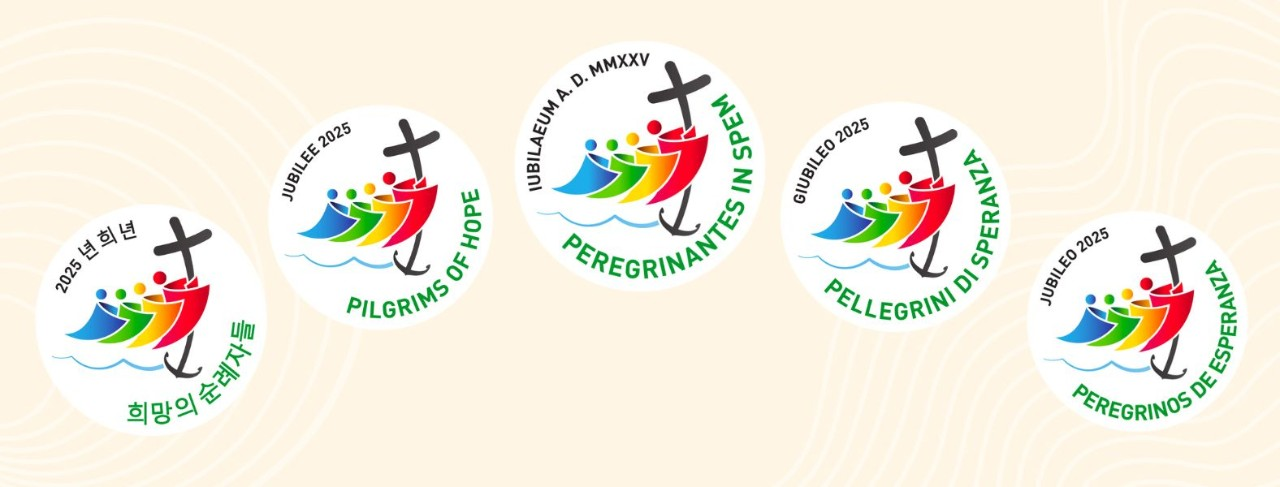 2025 년 희년
희망의 순례자들
JUBILEE 2025
PILGRIMS OF HOPE
IUBILAEUM A. D. MMXXV
PEREGRINANTES IN SPEM
GIUBILEO 2025
PELLEGRINI DI SPERANZA
JUBILEO 2025
PEREGRINOS DE ESPERANZA